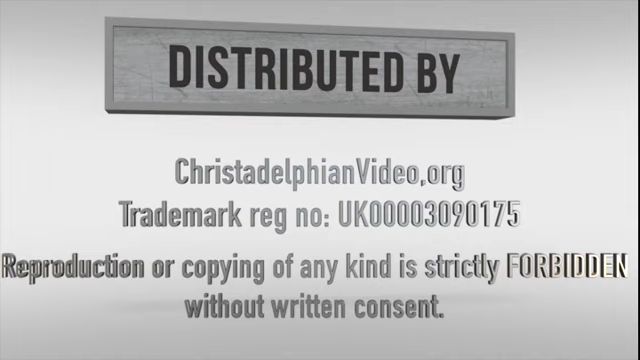 DISTRIBUTED BY
ChristadelphianVideo.org
Trademark reg no: UK00003090175
Reproduction or copying of any kind is strictly FORBIDDEN
without written consent.